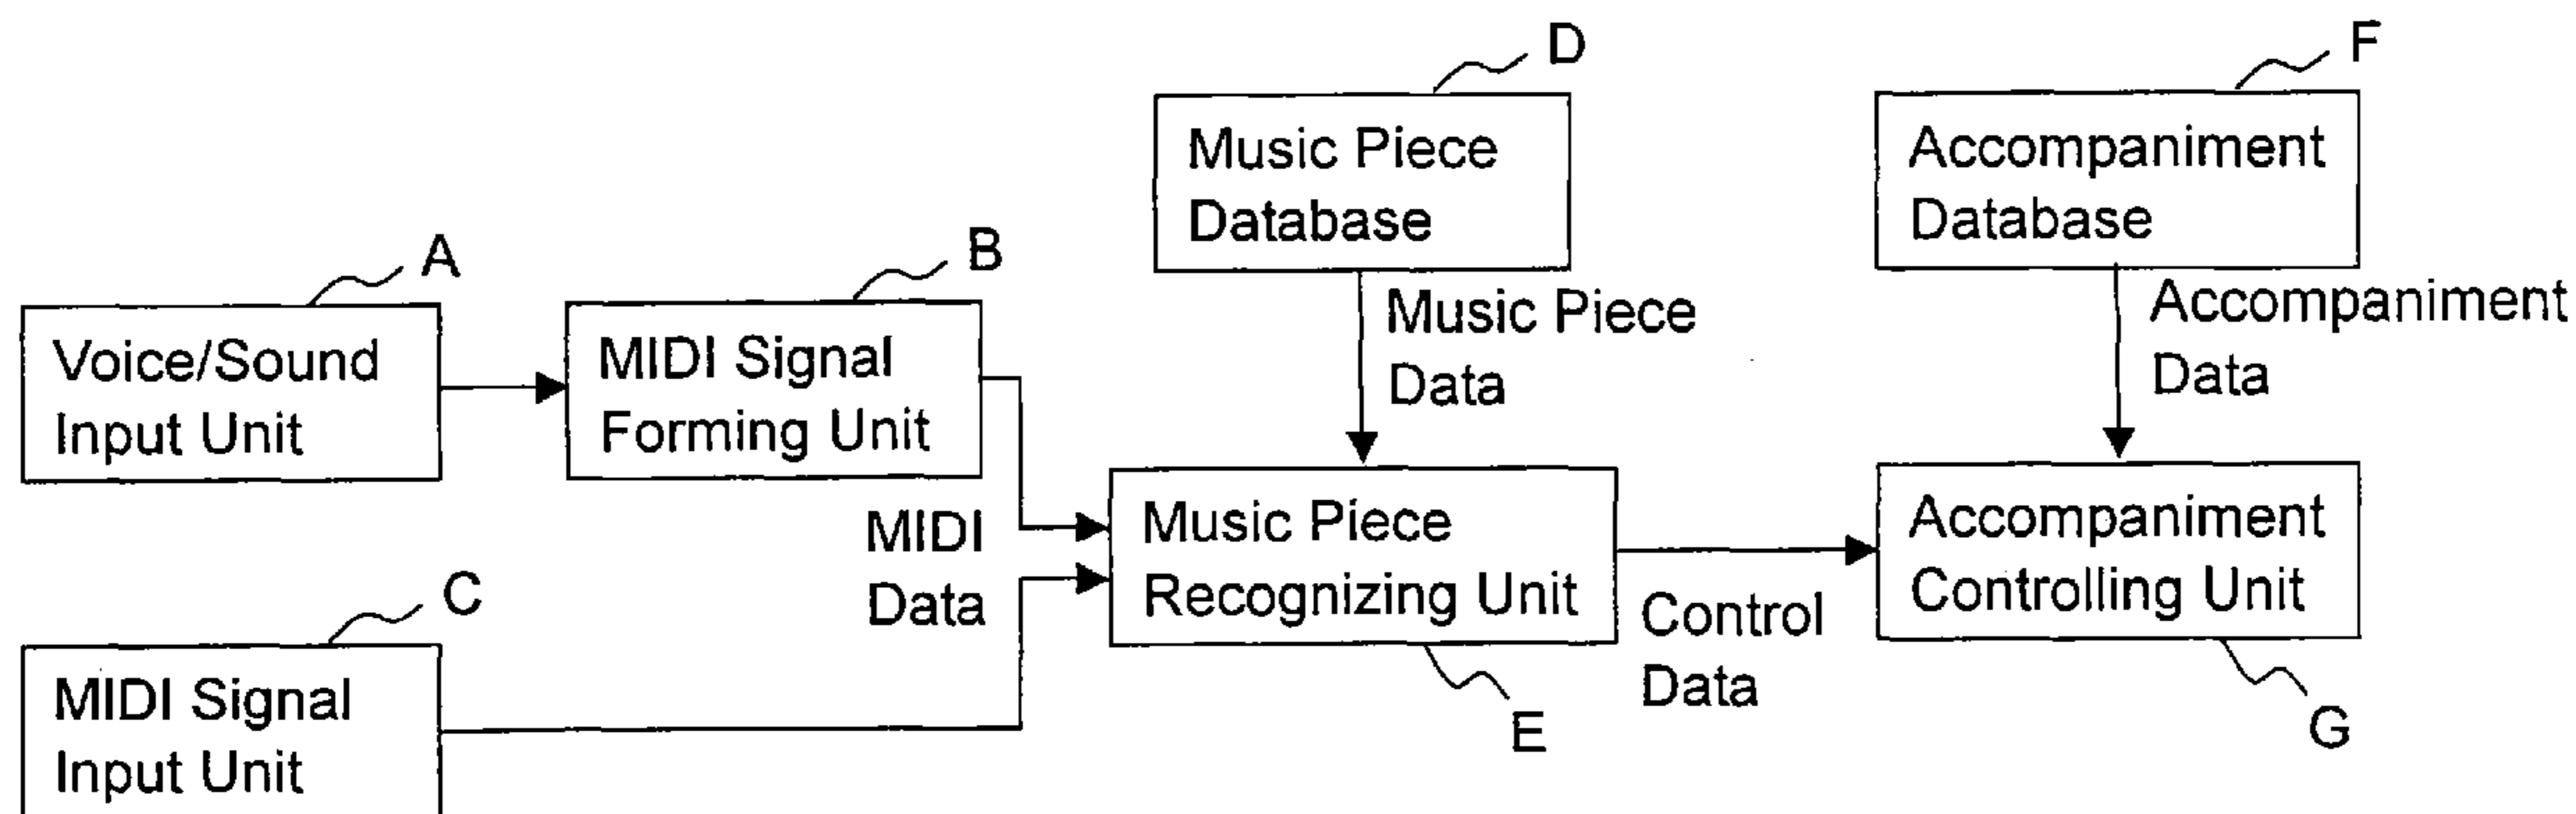 D
F
Music Piece
Database
Accompaniment
Database
A
B
Voice/Sound
Input Unit
MIDI Signal
Forming Unit
Music Piece
Data
Accompaniment
Data
MIDI
Data
Music Piece
Recognizing Unit
Control
Data
Accompaniment
Controlling Unit
C
MIDI Signal
Input Unit
E
G